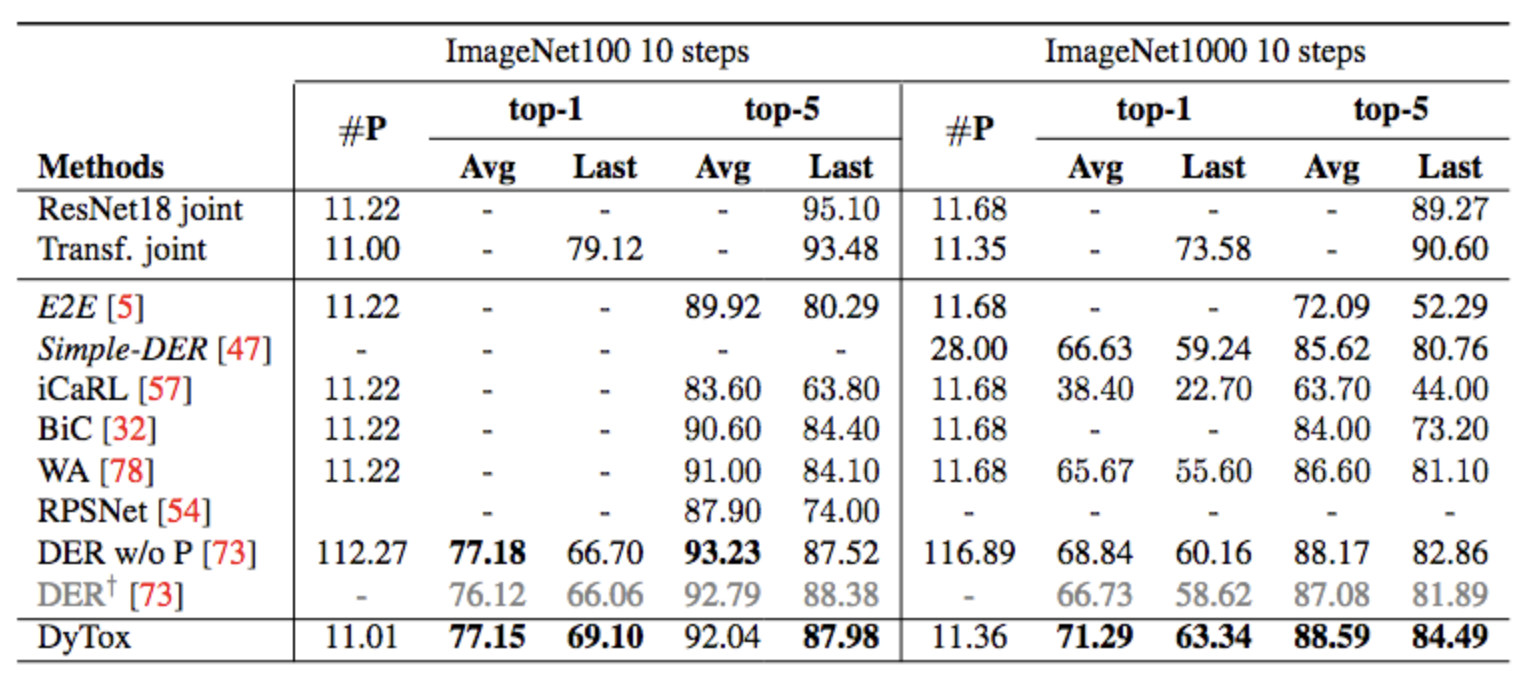 ImageNet100 10 steps ImageNet1000 10 steps
#P top-1 top-5 #P top-1 top-5
Methods Avg Last Avg Last Avg Last Avg Last
ResNet18 joint 11.22 - - - 95.10 11.68 - - - 89.27
Transf. joint 11.00 - 79.12 - 93.48 11.35 - 73.58 - 90.60
E2E [5] 11.22 - - 89.92 80.29 11.68 - - 72.09 52.29
Simple-DER [47] - - - - - 28.00 66.63 59.24 85.62 80.76
iCaRL [57] 11.22 - - 83.60 63.80 11.68 38.40 22.70 63.70 44.00
BiC [32] 11.22 - - 90.60 84.40 11.68 - - 84.00 73.20
WA [78] 11.22 - - 91.00 84.10 11.68 65.67 55.60 86.60 81.10
RPSNet [54] - - 87.90 74.00 - - - - -
DER w/o P [73] 112.27 77.18 66.70 93.23 87.52 116.89 68.84 60.16 88.17 82.86
DER† [73] - 76.12 66.06 92.79 88.38 - 66.73 58.62 87.08 81.89
DyTox 11.01 77.15 69.10 92.04 87.98 11.36 71.29 63.34 88.59 84.49